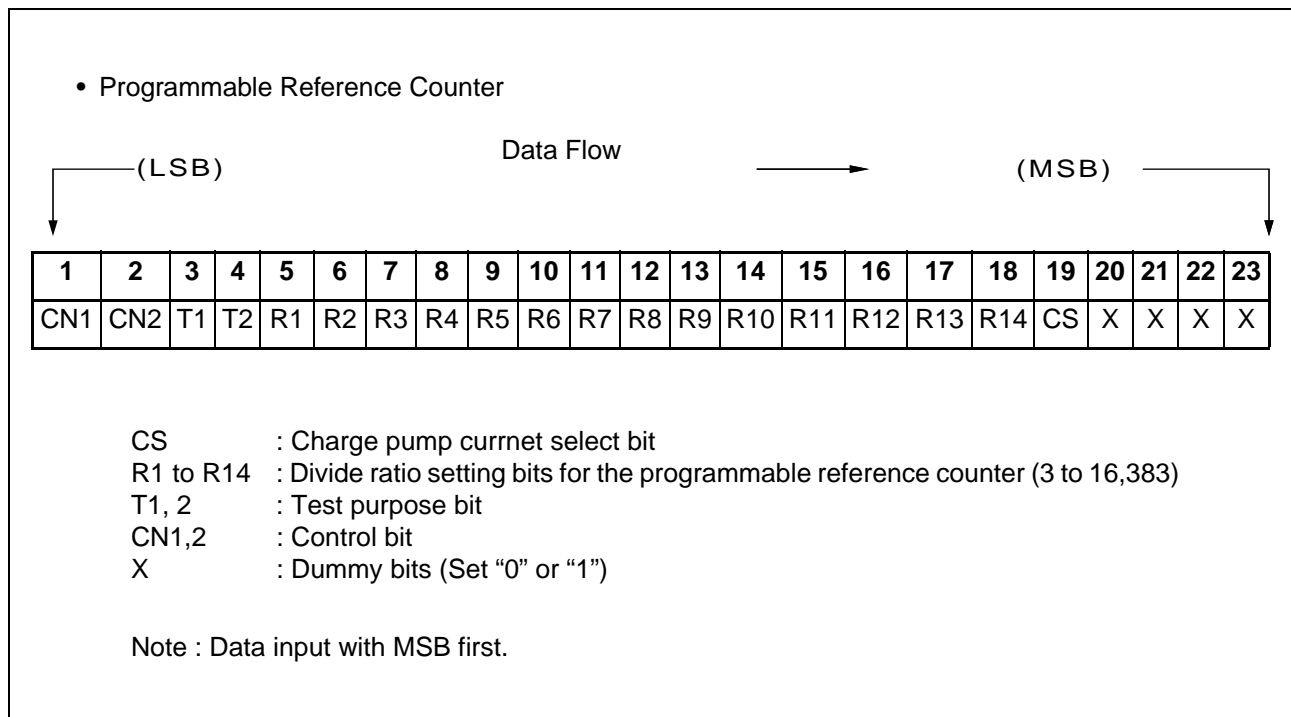 • Programmable Reference Counter
(LSB) Data Flow (MSB)
1 2 3 4 5 6 7 8 9 10 11 12 13 14 15 16 17 18 19 20 21 22 23
CN1 CN2 T1 T2 R1 R2 R3 R4 R5 R6 R7 R8 R9 R10 R11 R12 R13 R14 CS X X X X
CS : Charge pump currnet select bit
R1 to R14 : Divide ratio setting bits for the programmable reference counter (3 to 16,383)
T1, 2 : Test purpose bit
CN1,2 : Control bit
X : Dummy bits (Set “0” or “1”)
Note : Data input with MSB first.